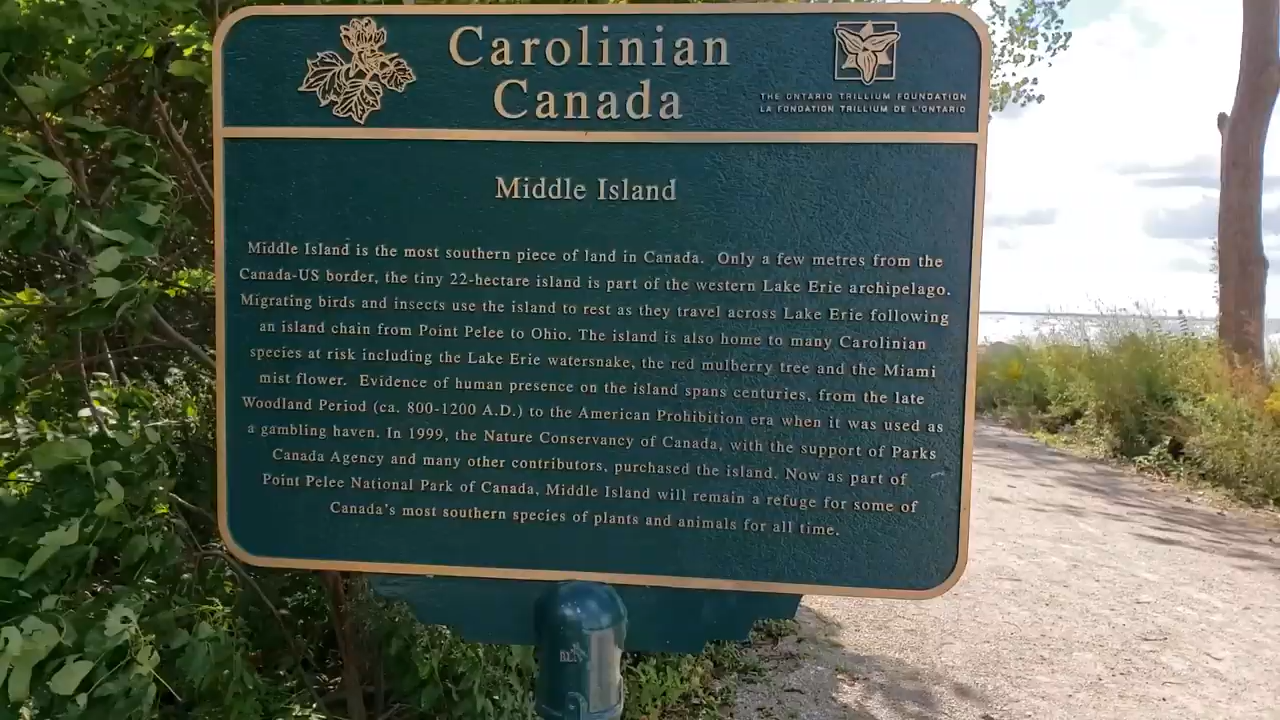 Carolinian
Canada
THE ONTARIO TRILLIUM FOUNDATION
LA FONDATION TRILLIUM DE L'ONTARIO
Middle Island
Middle Island is the most southern piece of land in Canada. Only a few metres from the
Canada-US border, the tiny 22-hectare island is part of the western Lake Erie archipelago.
Migrating birds and insects use the island to rest as they travel across Lake Erie following
an island chain from Point Pelee to Ohio. The island is also home to many Carolinian
species at risk including the Lake Erie watersnake, the red mulberry tree and the Miami
mist flower. Evidence of human presence on the island spans centuries, from the late
Woodland Period (ca. 800-1200 A.D.) to the American Prohibition era when it was used as
a gambling haven. In 1999, the Nature Conservancy of Canada, with the support of Parks
Canada Agency and many other contributors, purchased the island. Now as part of
Point Pelee National Park of Canada, Middle Island will remain a refuge for some of
Canada's most southern species of plants and animals for all time.